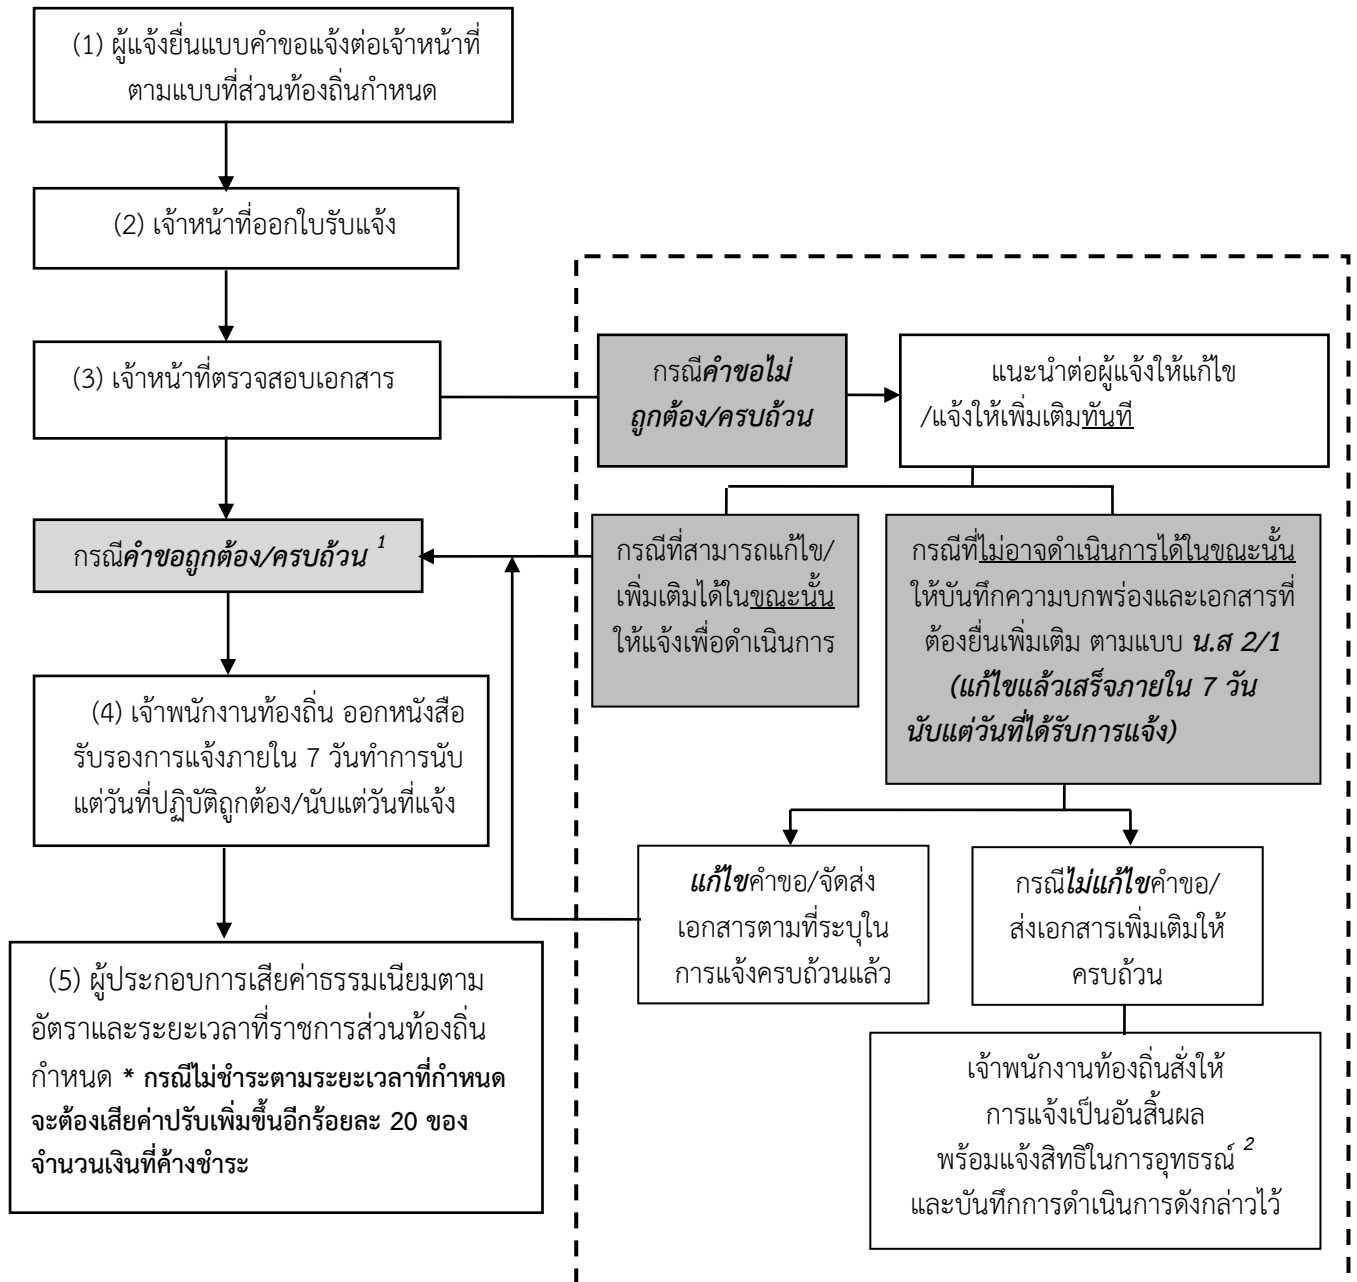 (1) ผู้แจ้งยื่นแบบคำขอแจ้งต่อเจ้าหน้าที่
ตามแบบที่ส่วนท้องถิ่นกำหนด
(2) เจ้าหน้าที่ออกใบรับแจ้ง
(3) เจ้าหน้าที่ตรวจสอบเอกสาร
กรณีคำขอไม่
ถูกต้อง/ครบถ้วน
แนะนำต่อผู้แจ้งให้แก้ไข
/แจ้งให้เพิ่มเติมทันที
กรณีคำขอถูกต้อง/ครบถ้วน 1
กรณีที่สามารถแก้ไข/
เพิ่มเติมได้ในขณะนั้น
ให้แจ้งเพื่อดำเนินการ
กรณีที่ไม่อาจดำเนินการได้ในขณะนั้น
ให้บันทึกความบกพร่องและเอกสารที่
ต้องยื่นเพิ่มเติม ตามแบบ น.ส 2/1
(แก้ไขแล้วเสร็จภายใน 7 วัน
นับแต่วันที่ได้รับการแจ้ง)
(4) เจ้าพนักงานท้องถิ่น ออกหนังสือ
รับรองการแจ้งภายใน 7 วันทำการนับ
แต่วันที่ปฏิบัติถูกต้อง/นับแต่วันที่แจ้ง
แก้ไขคำขอ/จัดส่ง
เอกสารตามที่ระบุใน
การแจ้งครบถ้วนแล้ว
กรณีไม่แก้ไขคำขอ/
ส่งเอกสารเพิ่มเติมให้
ครบถ้วน
(5) ผู้ประกอบการเสียค่าธรรมเนียมตาม
อัตราและระยะเวลาที่ราชการส่วนท้องถิ่น
กำหนด * กรณีไม่ชำระตามระยะเวลาที่กำหนด
จะต้องเสียค่าปรับเพิ่มขึ้นอีกร้อยละ 20 ของ
จำนวนเงินที่ค้างชำระ
เจ้าพนักงานท้องถิ่นสั่งให้
การแจ้งเป็นอันสิ้นผล
พร้อมแจ้งสิทธิในการอุทธรณ์ 2
และบันทึกการดำเนินการดังกล่าวไว้